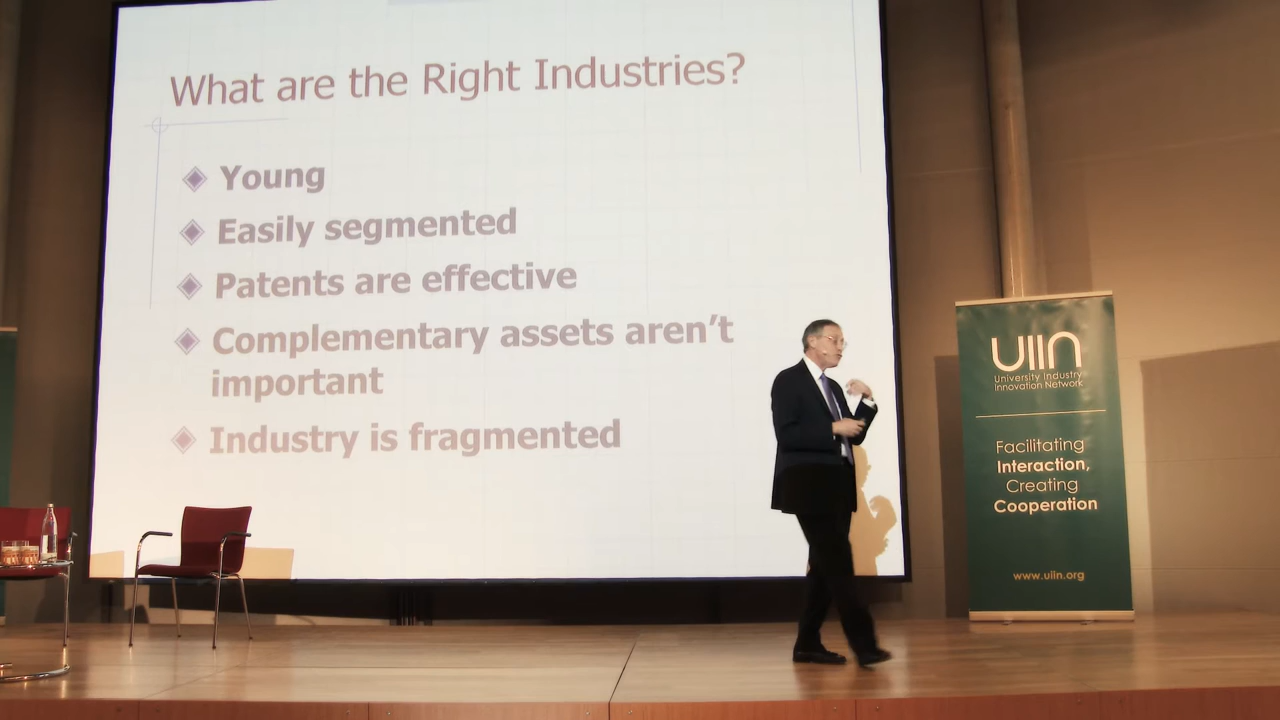 What are the Right Industries?
Young
Easily segmented
Patents are effective
Complementary assets aren’t
important
Industry is fragmented
UIIN
University Industry
Innovation Network
Facilitating
Interaction,
Creating
Cooperation
www.uiin.org